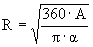 R = √(360· A / π· α)